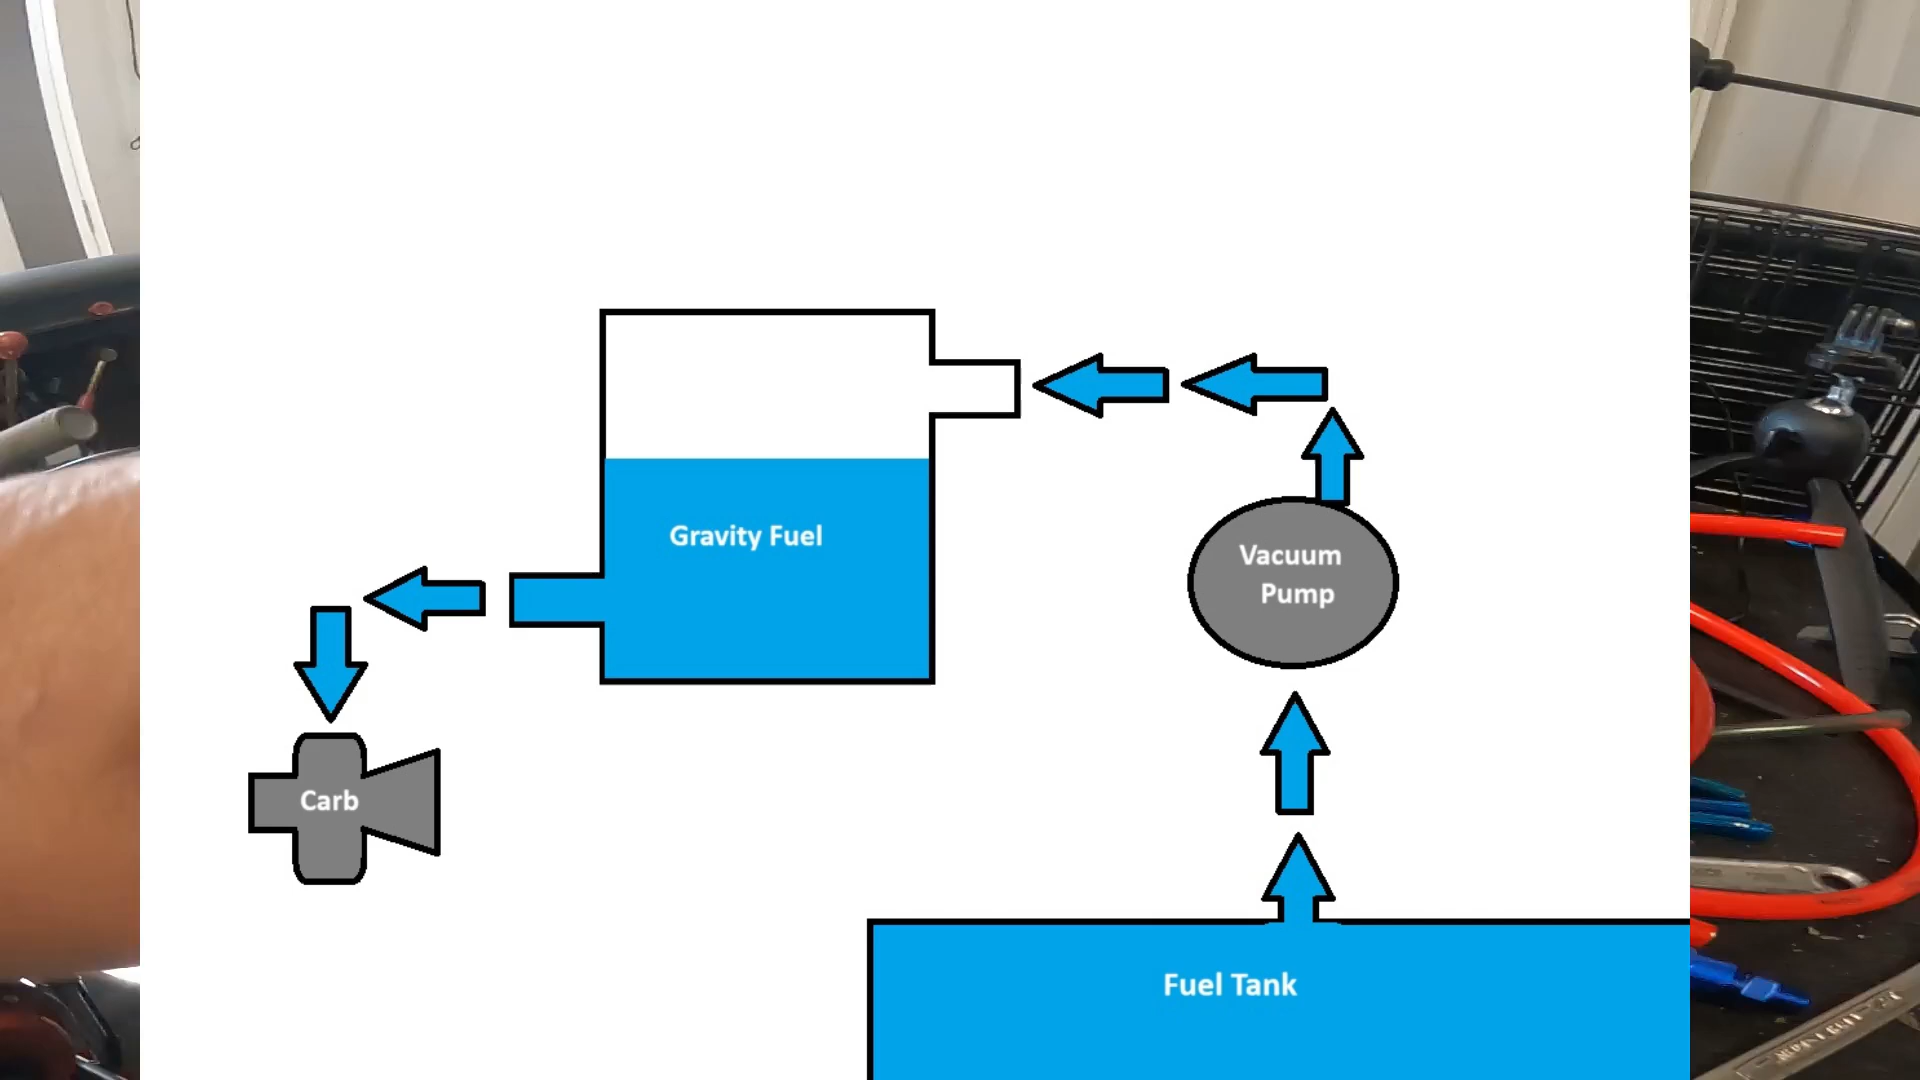 Gravity Fuel
Vacuum
Pump
Carb
Fuel Tank